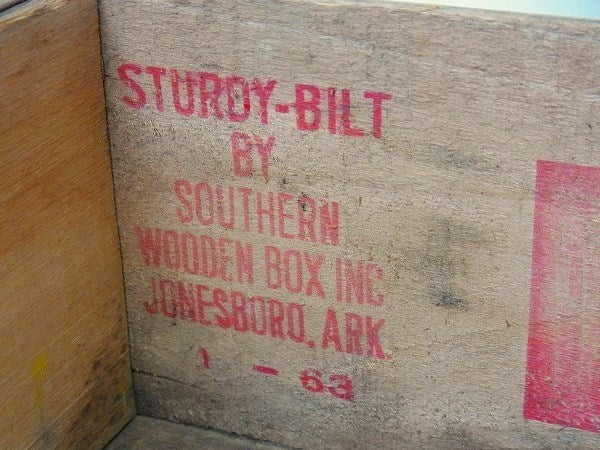 STURDY-BILT
BY
SOUTHERN
WOODEN BOX INC
JONESBORO, ARK.
1 - 63